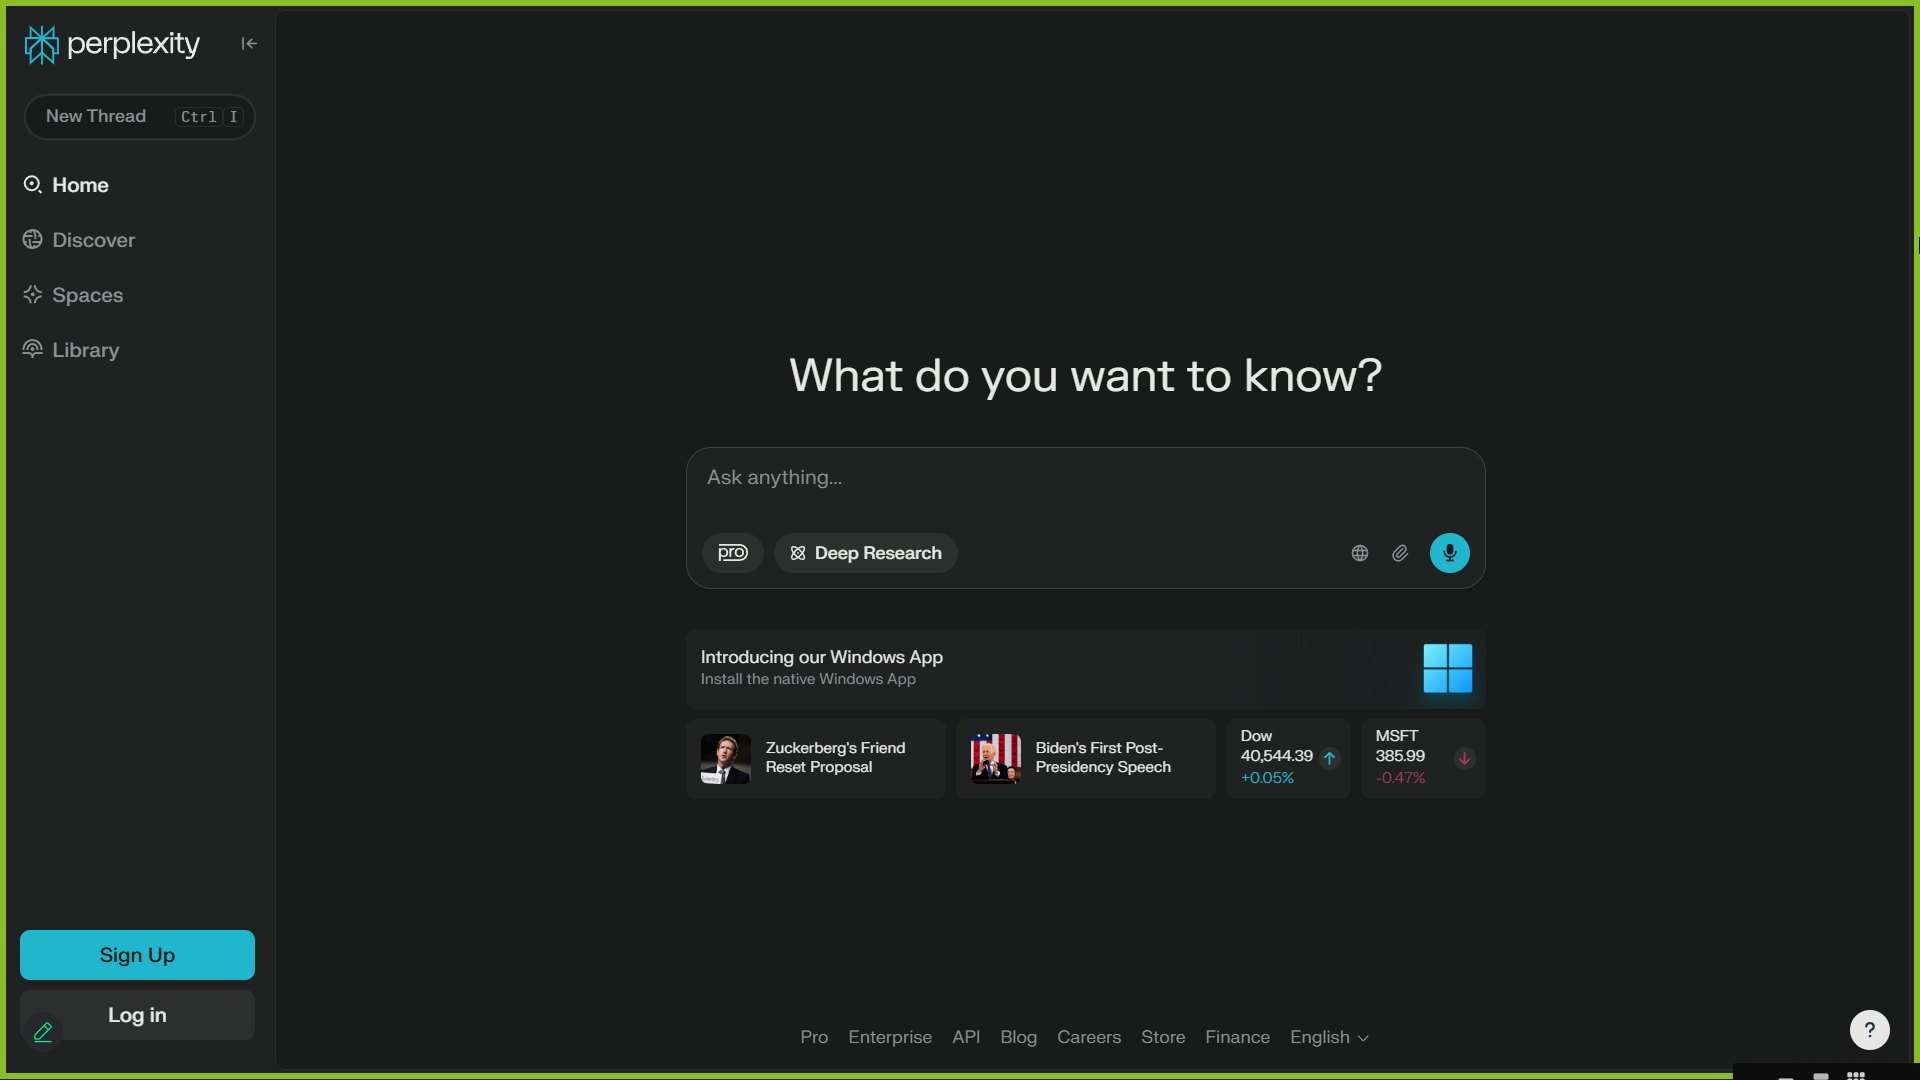 perplexity
New Thread Ctrl I
Home
Discover
Spaces
Library
Sign Up
Log in
What do you want to know?
Ask anything...
pro
Deep Research
Introducing our Windows App
Install the native Windows App
Zuckerberg's Friend
Reset Proposal
Biden's First Post-
Presidency Speech
Dow
40,544.39
+0.05%
MSFT
385.99
-0.47%
Pro Enterprise API Blog Careers Store Finance English
?